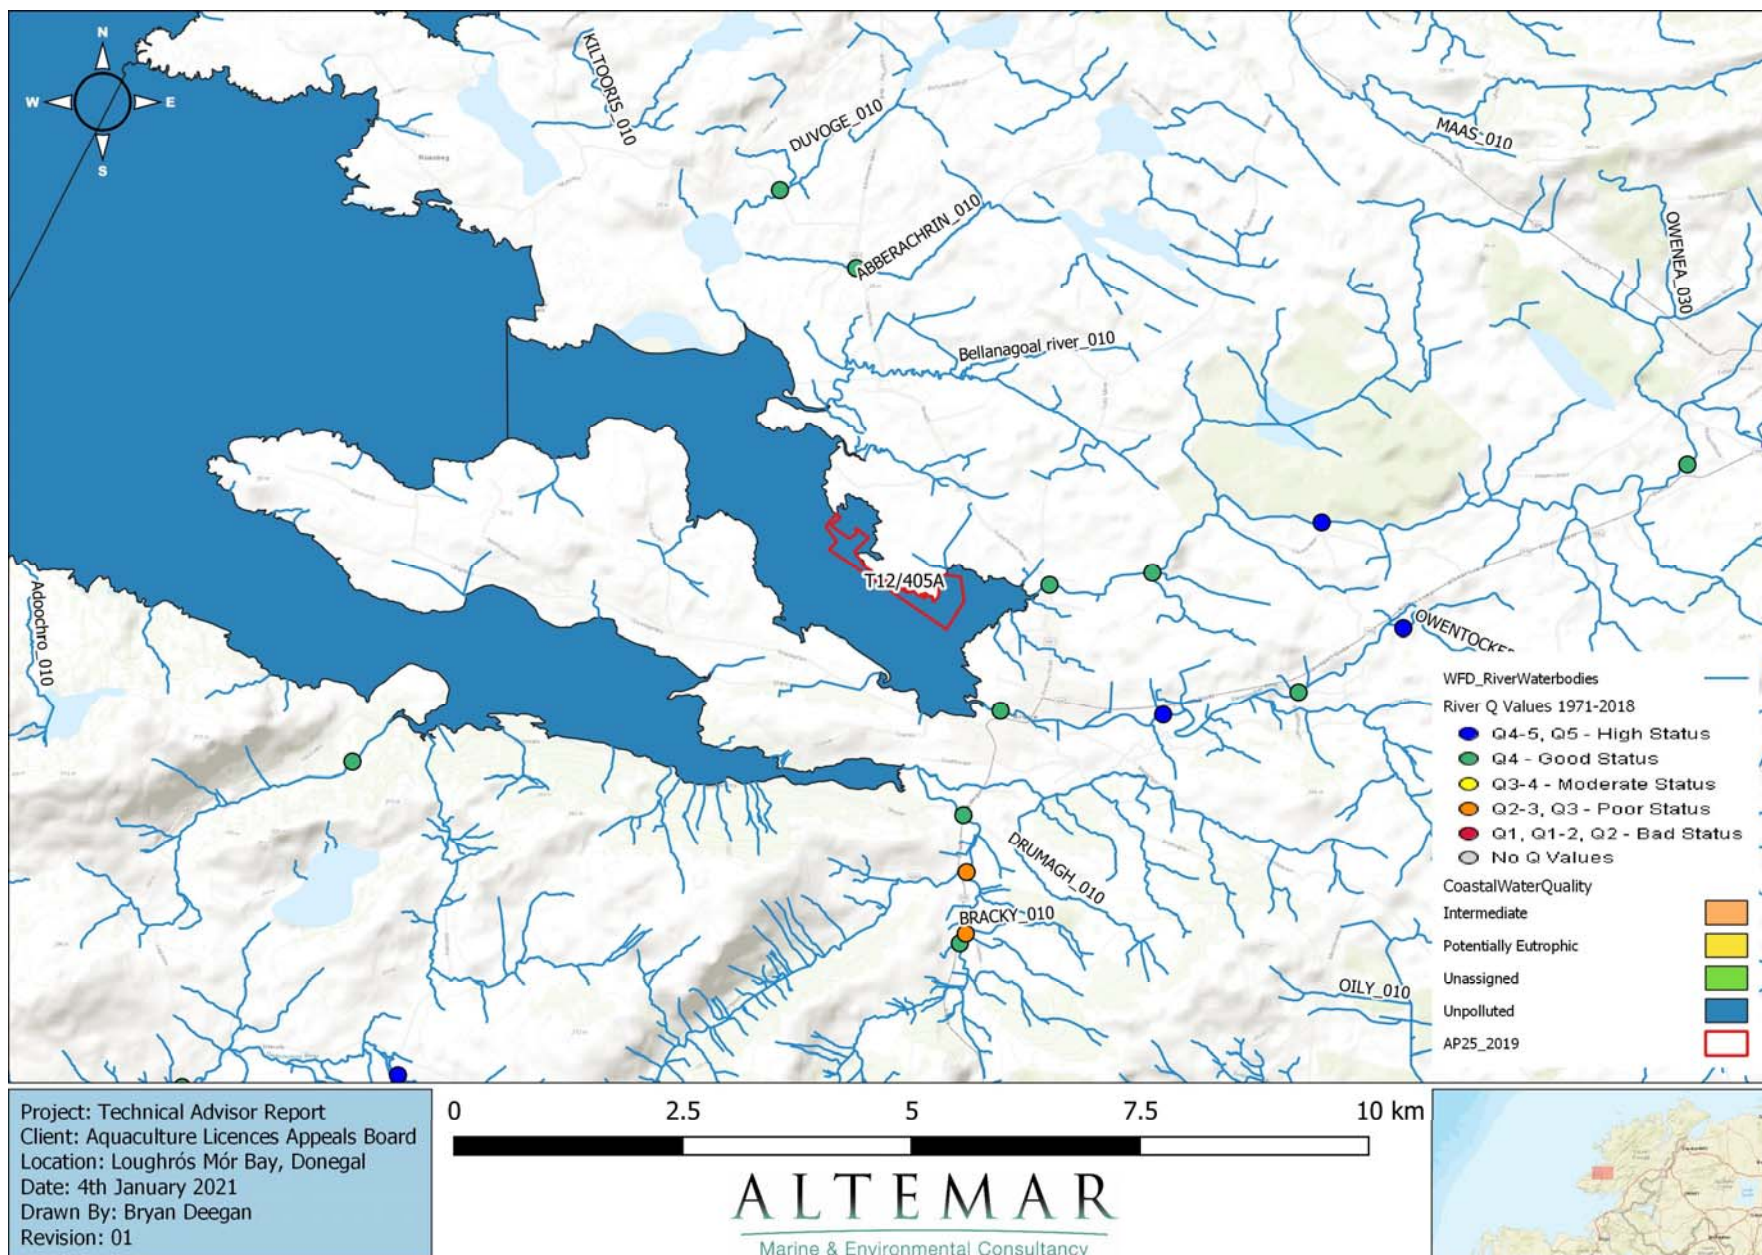 N
W E
S
KILTOORIS_010
DUVOGE_010
MAAS_010
ABBERACHRIN_010
OWENEA_030
Bellanagoal river_010
T12/405A
Adoochro_010
OWENTOCKER
DRUMAGH_010
BRACKY_010
OILY_010
WFD_RiverWaterbodies
River Q Values 1971-2018
Q4-5, Q5 - High Status
Q4 - Good Status
Q3-4 - Moderate Status
Q2-3, Q3 - Poor Status
Q1, Q1-2, Q2 - Bad Status
No Q Values
CoastalWaterQuality
Intermediate
Potentially Eutrophic
Unassigned
Unpolluted
AP25_2019
Project: Technical Advisor Report
Client: Aquaculture Licences Appeals Board
Location: Loughrós Mór Bay, Donegal
Date: 4th January 2021
Drawn By: Bryan Deegan
Revision: 01
0 2.5 5 7.5 10 km
ALTEMAR
Marine & Environmental Consultancy